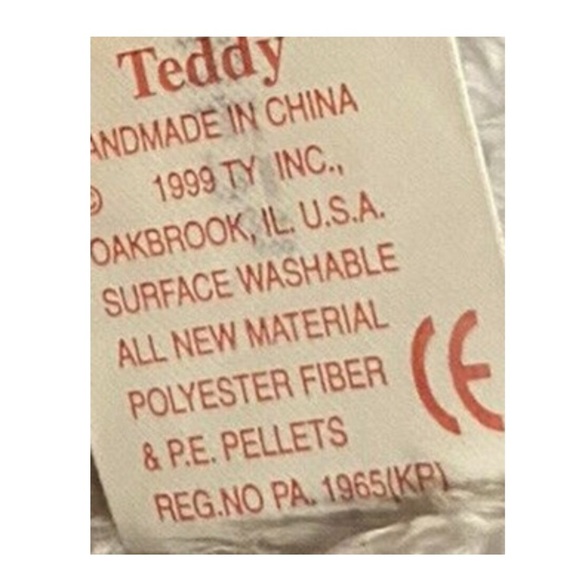 Teddy
ANDMADE IN CHINA
© 1999 TY INC.,
OAKBROOK, IL. U.S.A.
SURFACE WASHABLE
ALL NEW MATERIAL
POLYESTER FIBER
& P.E. PELLETS
REG.NO PA. 1965(KR)
CE